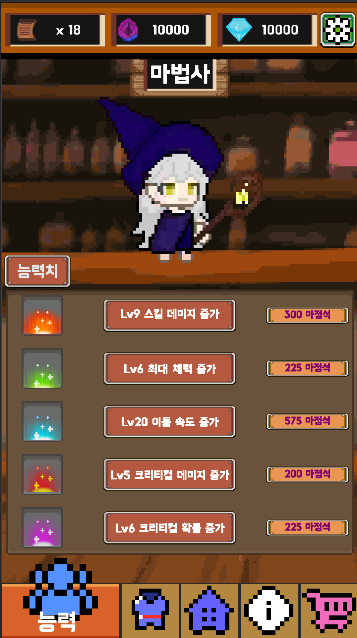 x 18
10000
10000
마법사
능력치
Lv9 스킬 데미지 증가
300 마정석
Lv6 최대 체력 증가
225 마정석
Lv20 이동 속도 증가
575 마정석
Lv5 크리티컬 데미지 증가
200 마정석
Lv6 크리티컬 확률 증가
225 마정석
능력